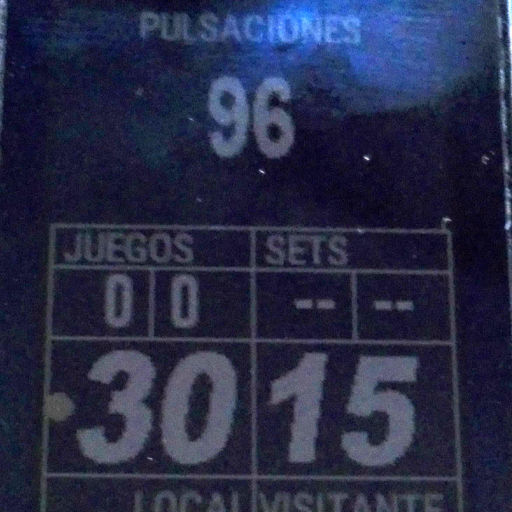 PULSACIONES
96
JUEGOS SETS
0 0 -- --
30 15
LOCAL VISITANTE